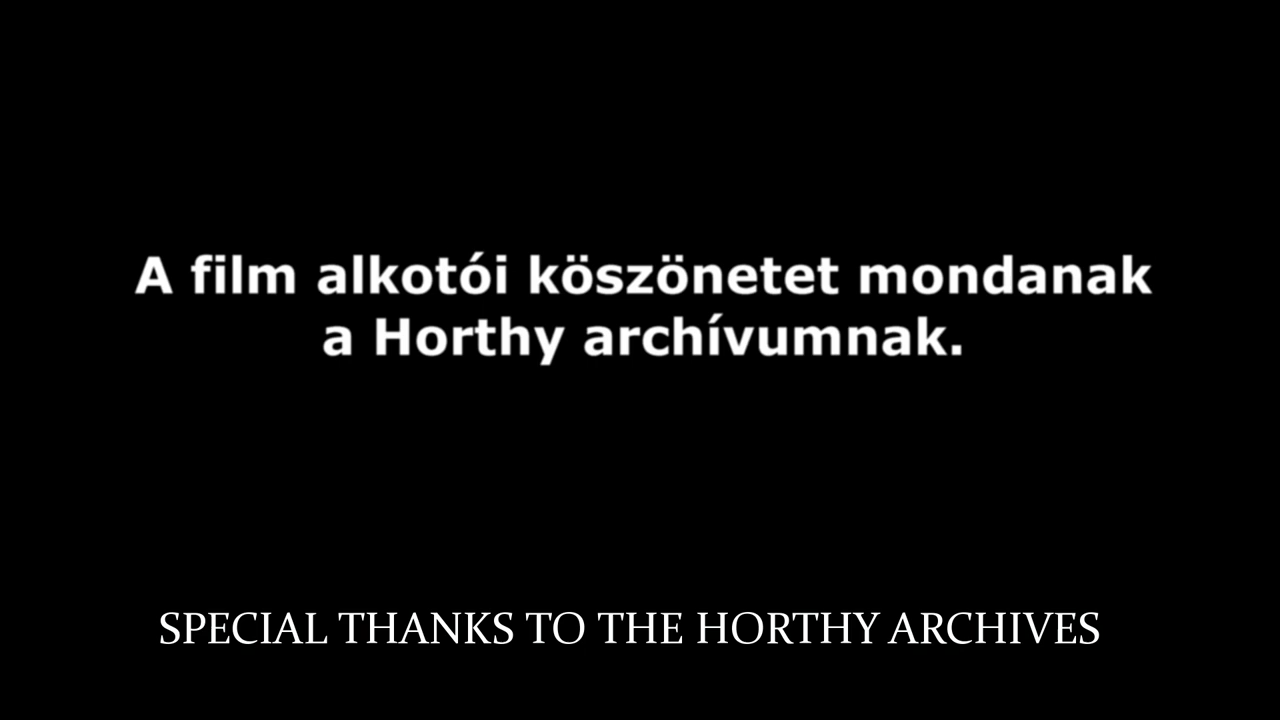 A film alkotói köszönetet mondanak
a Horthy archívumnak.
SPECIAL THANKS TO THE HORTHY ARCHIVES